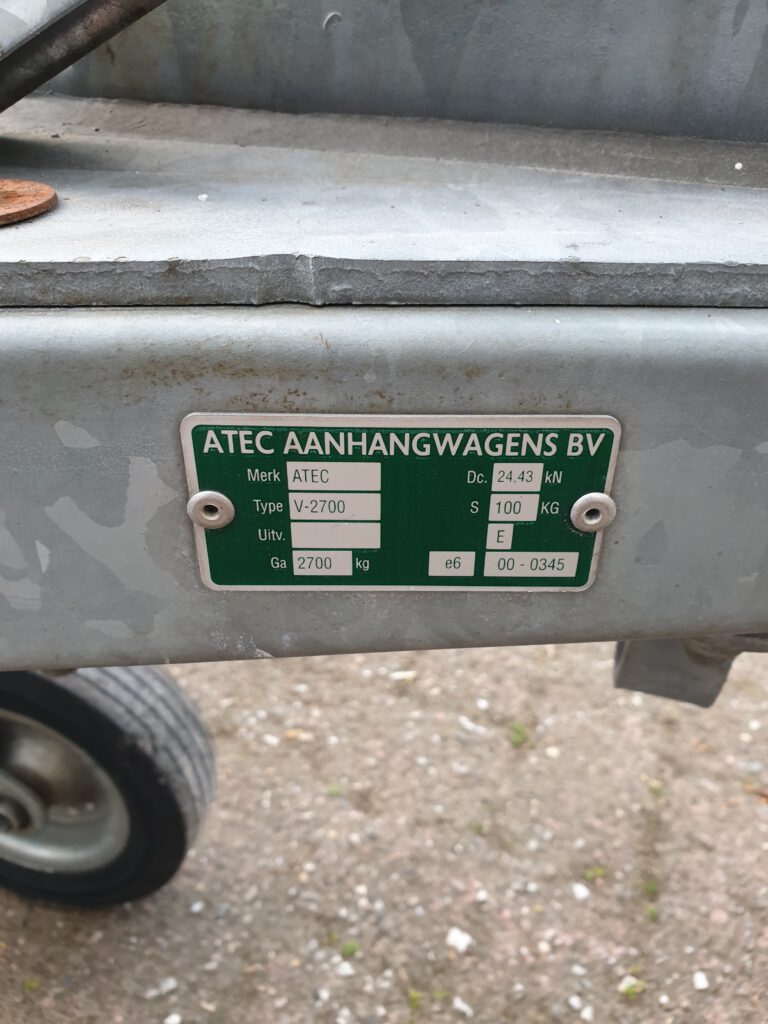 ATEC AANHANGWAGENS BV
Merk ATEC Dc. 24.43 kN
Type V-2700 S 100 KG
Uitv. E
Ga 2700 kg e6 00 - 0345